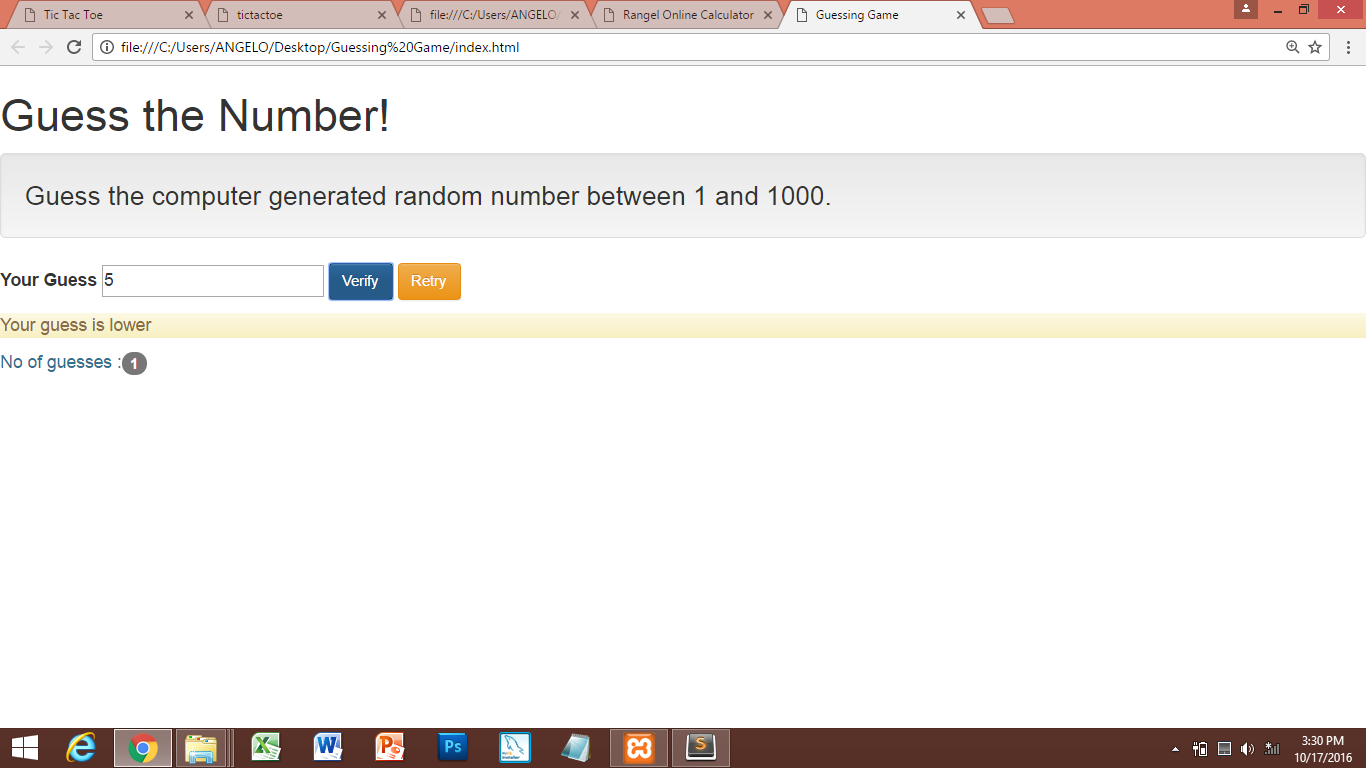 Tic Tac Toe
tictactoe
file:///C:/Users/ANGELO/
Rangel Online Calculator
Guessing Game
file:///C:/Users/ANGELO/Desktop/Guessing%20Game/index.html
Guess the Number!
Guess the computer generated random number between 1 and 1000.
Your Guess 5 Verify Retry
Your guess is lower
No of guesses : 1
3:30 PM
10/17/2016